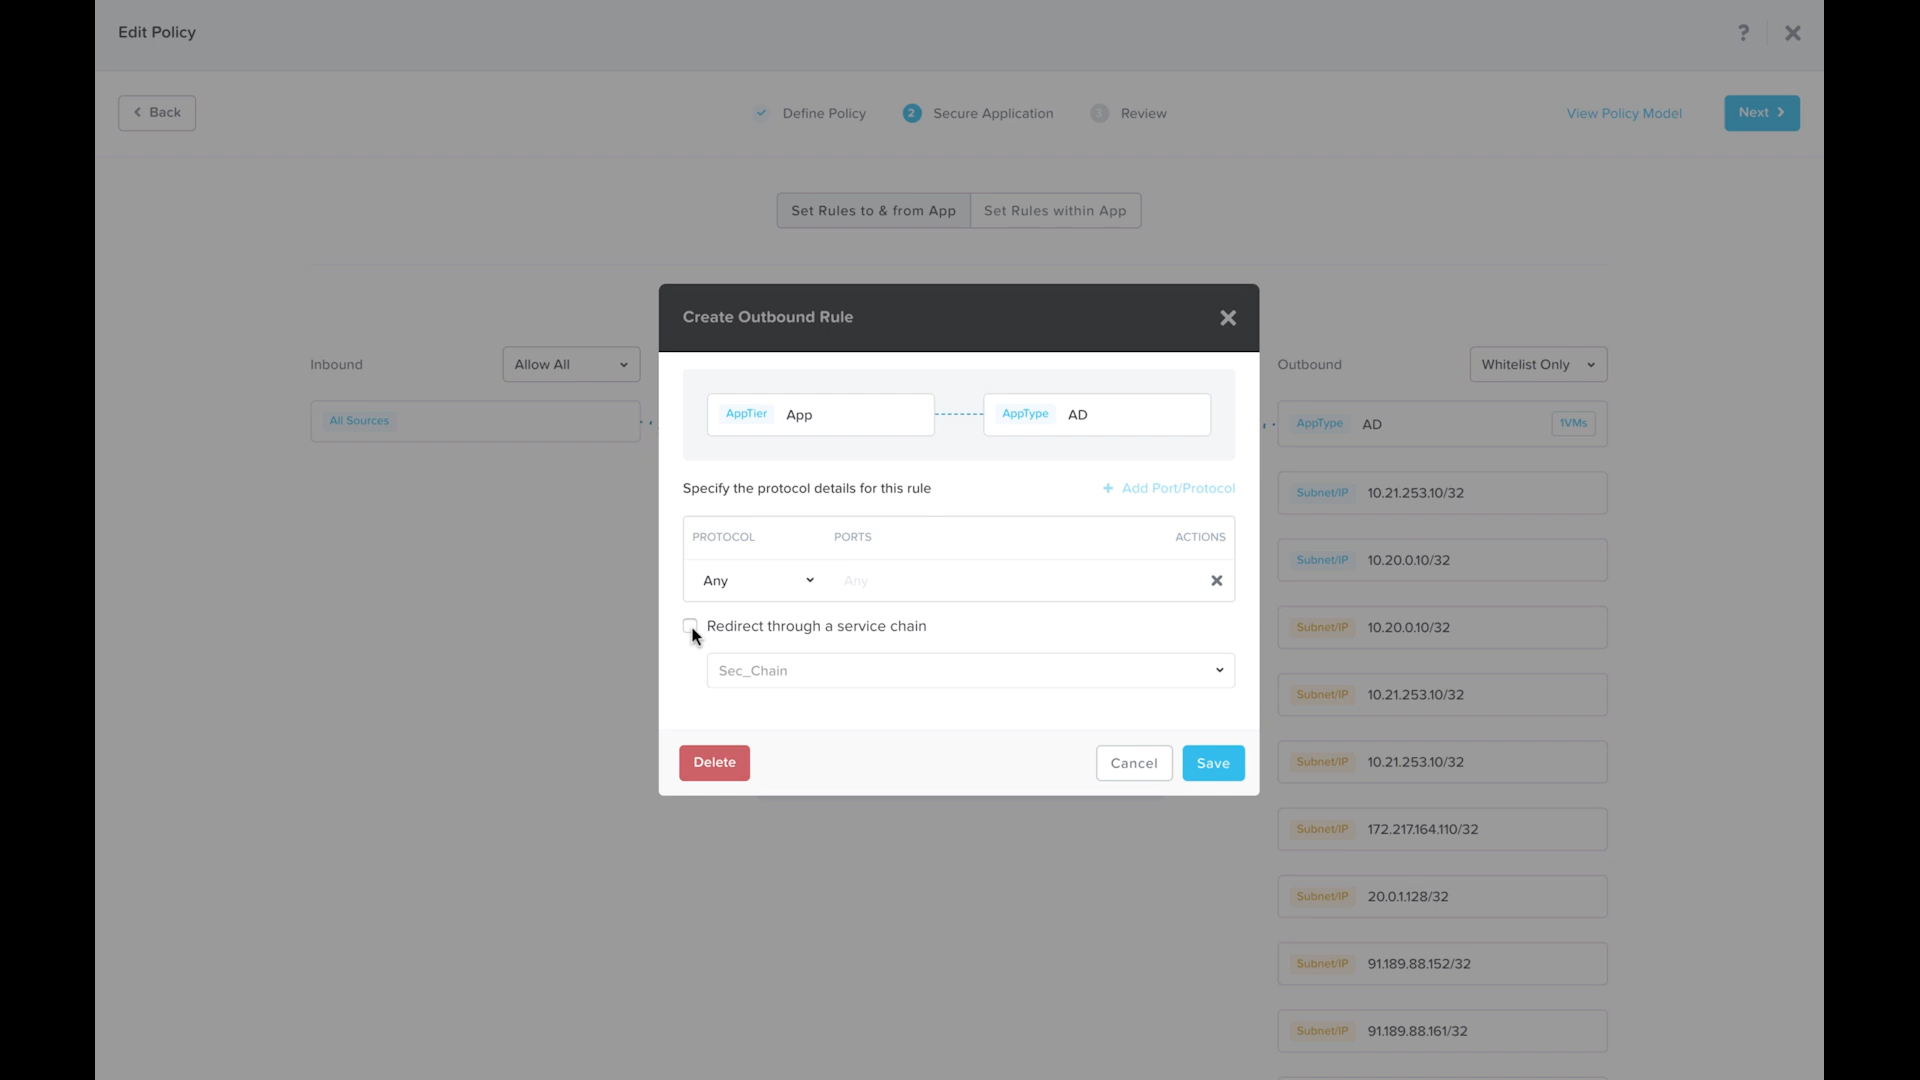 Edit Policy
?
Back
Define Policy
2 Secure Application
3 Review
View Policy Model
Next
Set Rules to & from App
Set Rules within App
Inbound
Allow All
All Sources
Create Outbound Rule
AppTier App
AppType AD
Specify the protocol details for this rule
+ Add Port/Protocol
PROTOCOL PORTS ACTIONS
Any Any
Redirect through a service chain
Sec_Chain
Delete
Cancel
Save
Outbound
Whitelist Only
AppType AD 1VMs
Subnet/IP 10.21.253.10/32
Subnet/IP 10.20.0.10/32
Subnet/IP 10.20.0.10/32
Subnet/IP 10.21.253.10/32
Subnet/IP 10.21.253.10/32
Subnet/IP 172.217.164.110/32
Subnet/IP 20.0.1.128/32
Subnet/IP 91.189.88.152/32
Subnet/IP 91.189.88.161/32